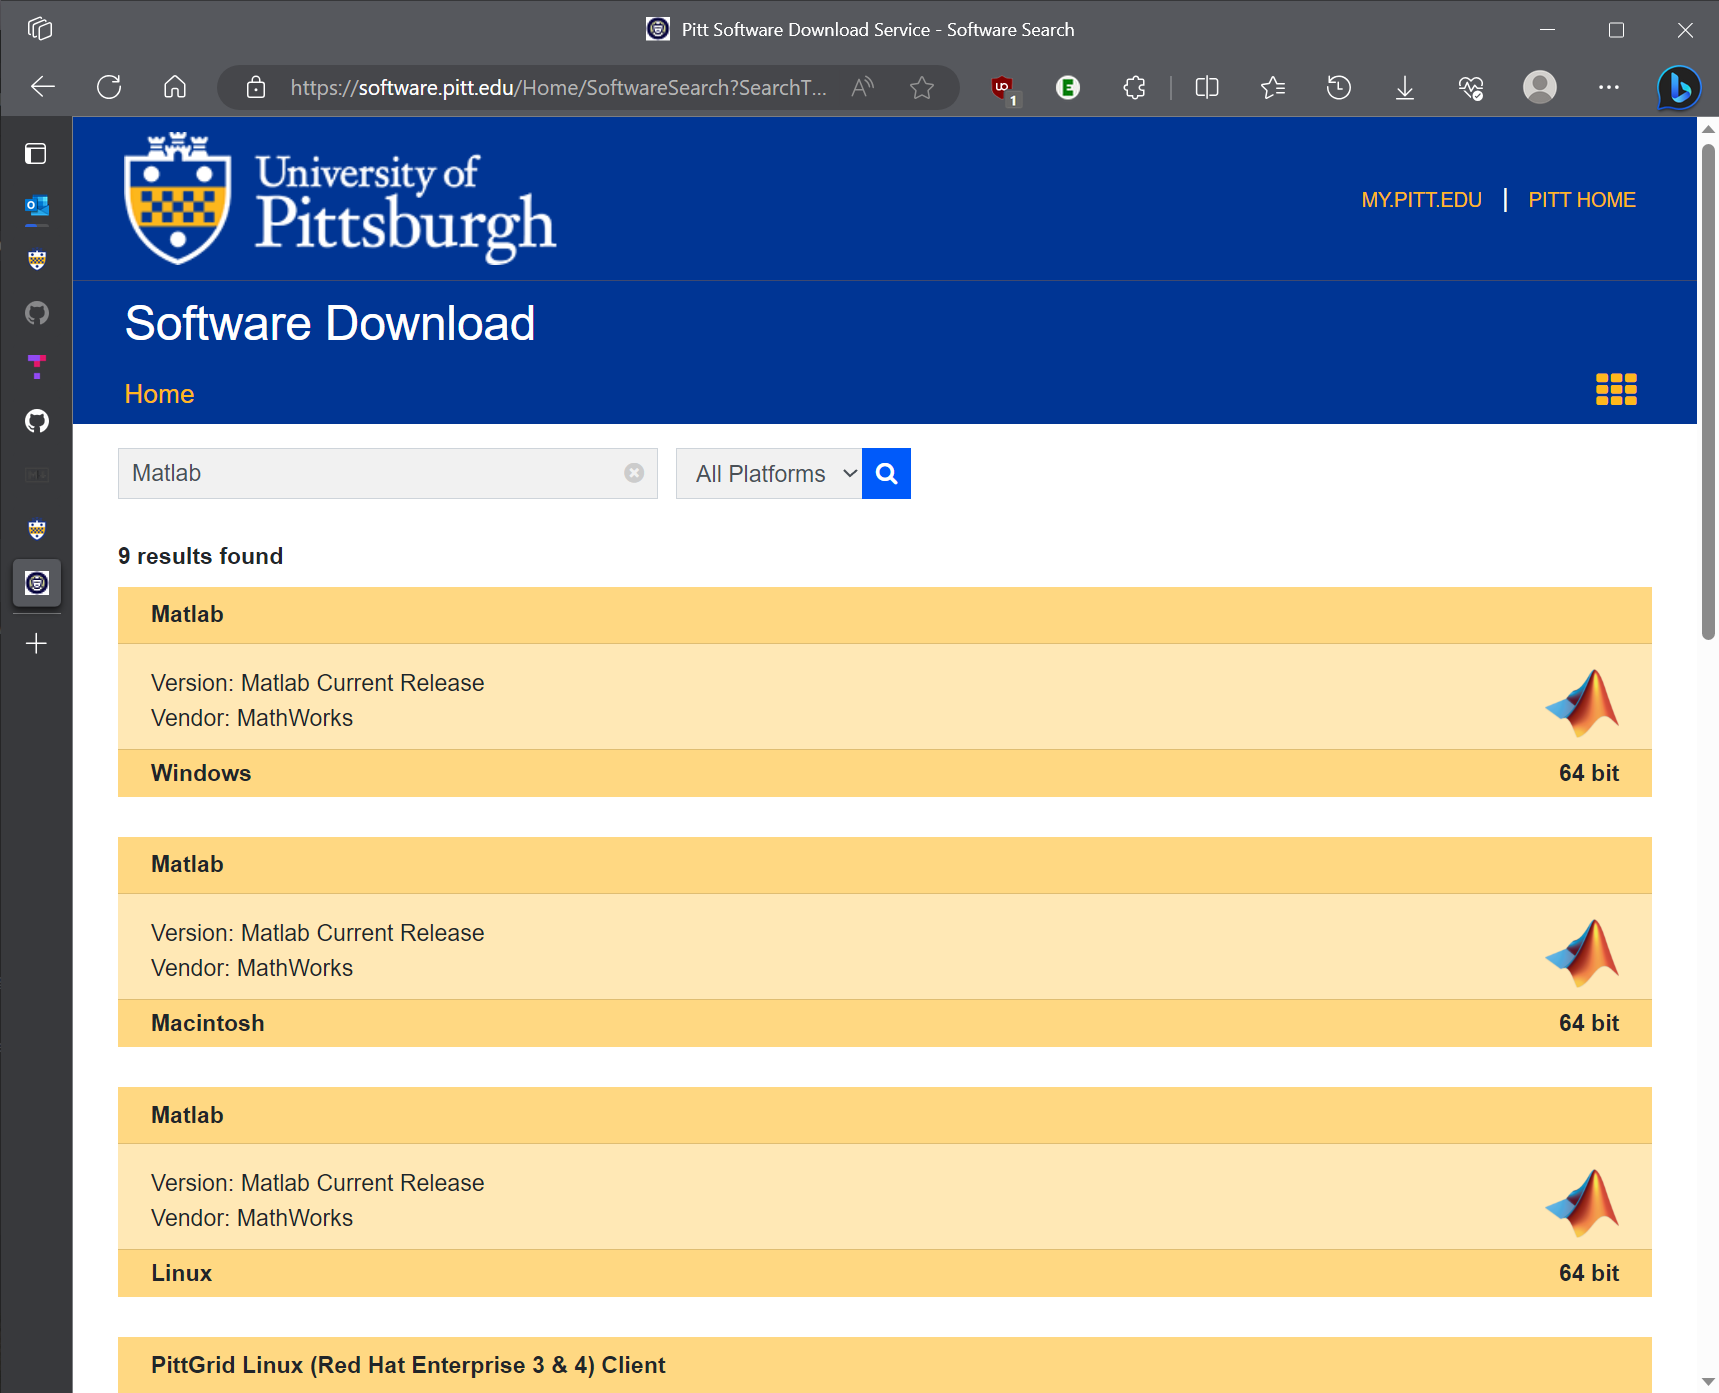 Pitt Software Download Service - Software Search
https://software.pitt.edu/Home/SoftwareSearch?SearchT...
1
University of
Pittsburgh
MY.PITT.EDU | PITT HOME
Software Download
Home
Matlab
All Platforms
9 results found
Matlab
Version: Matlab Current Release
Vendor: MathWorks
Windows 64 bit
Matlab
Version: Matlab Current Release
Vendor: MathWorks
Macintosh 64 bit
Matlab
Version: Matlab Current Release
Vendor: MathWorks
Linux 64 bit
PittGrid Linux (Red Hat Enterprise 3 & 4) Client